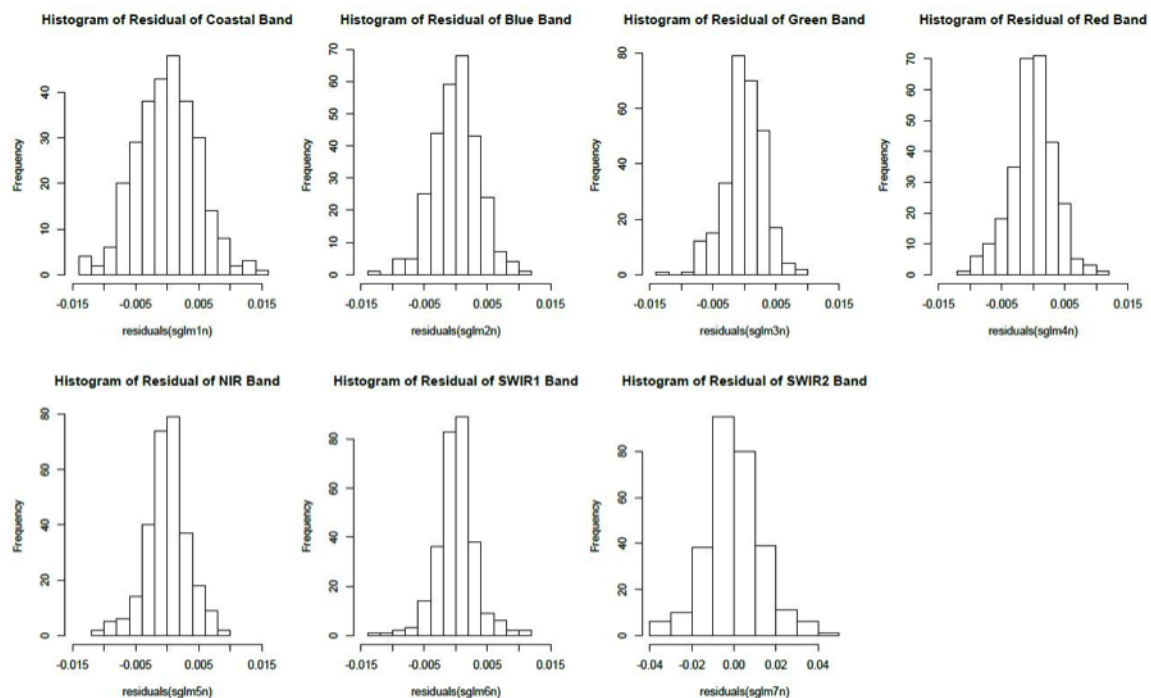 Histogram of Residual of Coastal Band
Frequency
0 10 20 30 40
-0.015 -0.005 0.005 0.015
residuals(sglm1n)
Histogram of Residual of Blue Band
Frequency
0 10 20 30 40 50 60 70
-0.015 -0.005 0.005 0.015
residuals(sglm2n)
Histogram of Residual of Green Band
Frequency
0 20 40 60 80
-0.015 -0.005 0.005 0.015
residuals(sglm3n)
Histogram of Residual of Red Band
Frequency
0 10 20 30 40 50 60 70
-0.015 -0.005 0.005 0.015
residuals(sglm4n)
Histogram of Residual of NIR Band
Frequency
0 20 40 60 80
-0.015 -0.005 0.005 0.015
residuals(sglm5n)
Histogram of Residual of SWIR1 Band
Frequency
0 20 40 60 80
-0.015 -0.005 0.005 0.015
residuals(sglm6n)
Histogram of Residual of SWIR2 Band
Frequency
0 20 40 60 80
-0.04 -0.02 0.00 0.02 0.04
residuals(sglm7n)